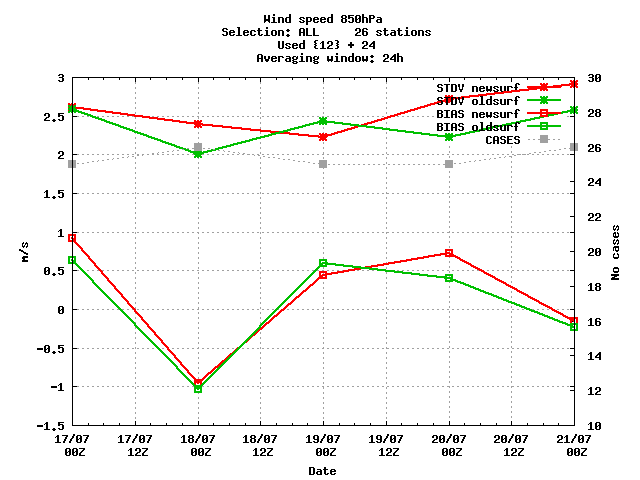 Wind speed 850hPa
Selection: ALL 26 stations
Used {12} + 24
Averaging window: 24h
3
2.5
2
1.5
1
0.5
0
-0.5
-1
-1.5
m/s
30
28
26
24
22
20
18
16
14
12
10
No cases
STDV newsurf
STDV oldsurf
BIAS newsurf
BIAS oldsurf
CASES
17/07 17/07 18/07 18/07 19/07 19/07 20/07 20/07 21/07
00Z 12Z 00Z 12Z 00Z 12Z 00Z 12Z 00Z
Date